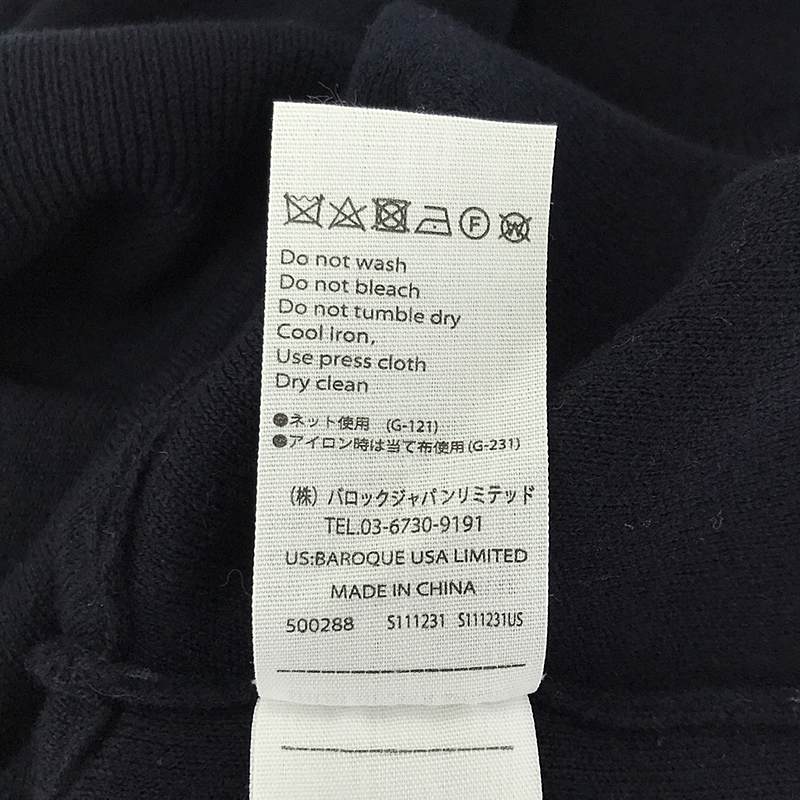 F W
Do not wash
Do not bleach
Do not tumble dry
Cool iron,
Use press cloth
Dry clean
●ネット使用 (G-121)
●アイロン時は当て布使用(G-231)
(株)バロックジャパンリミテッド
TEL.03-6730-9191
US:BAROQUE USA LIMITED
MADE IN CHINA
500288 S111231 S111231US